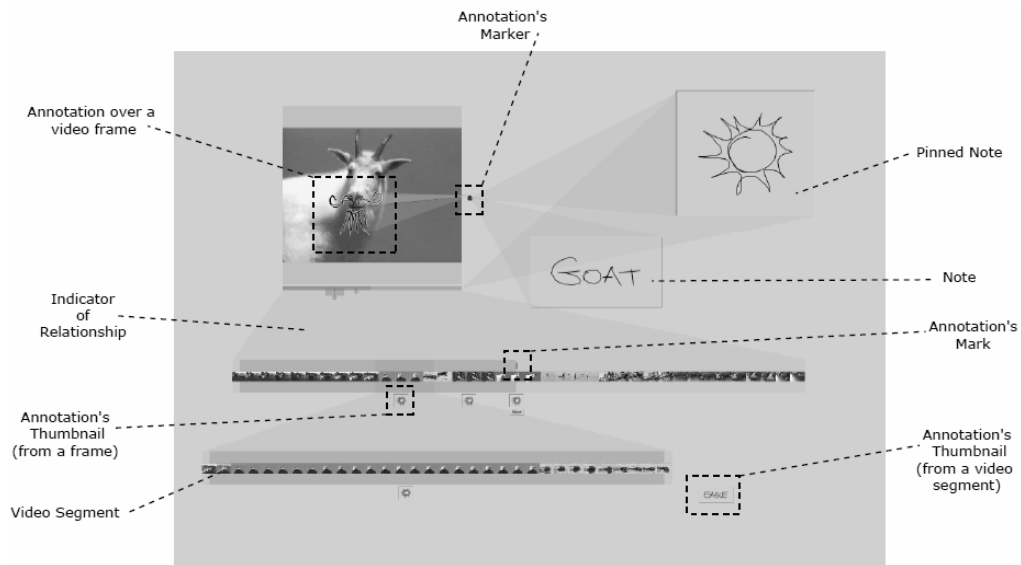 Annotation's
Marker
Annotation over a
video frame
Pinned Note
GOAT
Note
Indicator
of
Relationship
Annotation's
Mark
Annotation's
Thumbnail
(from a frame)
Annotation's
Thumbnail
(from a video
segment)
Video Segment